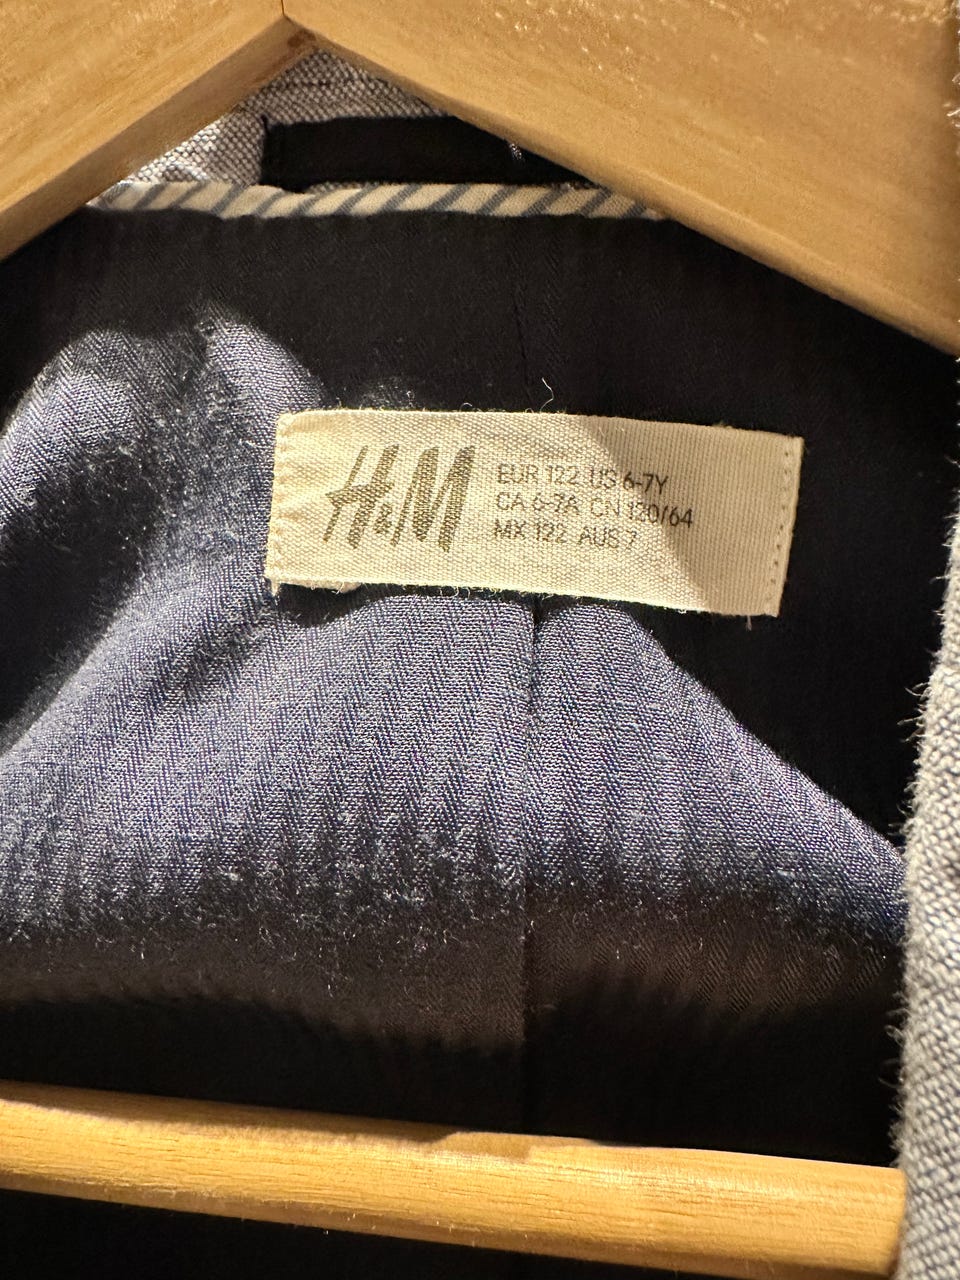 H&M
EUR 122 US 6-7Y
CA 6-7A CN 120/64
MX 122 AUS 7